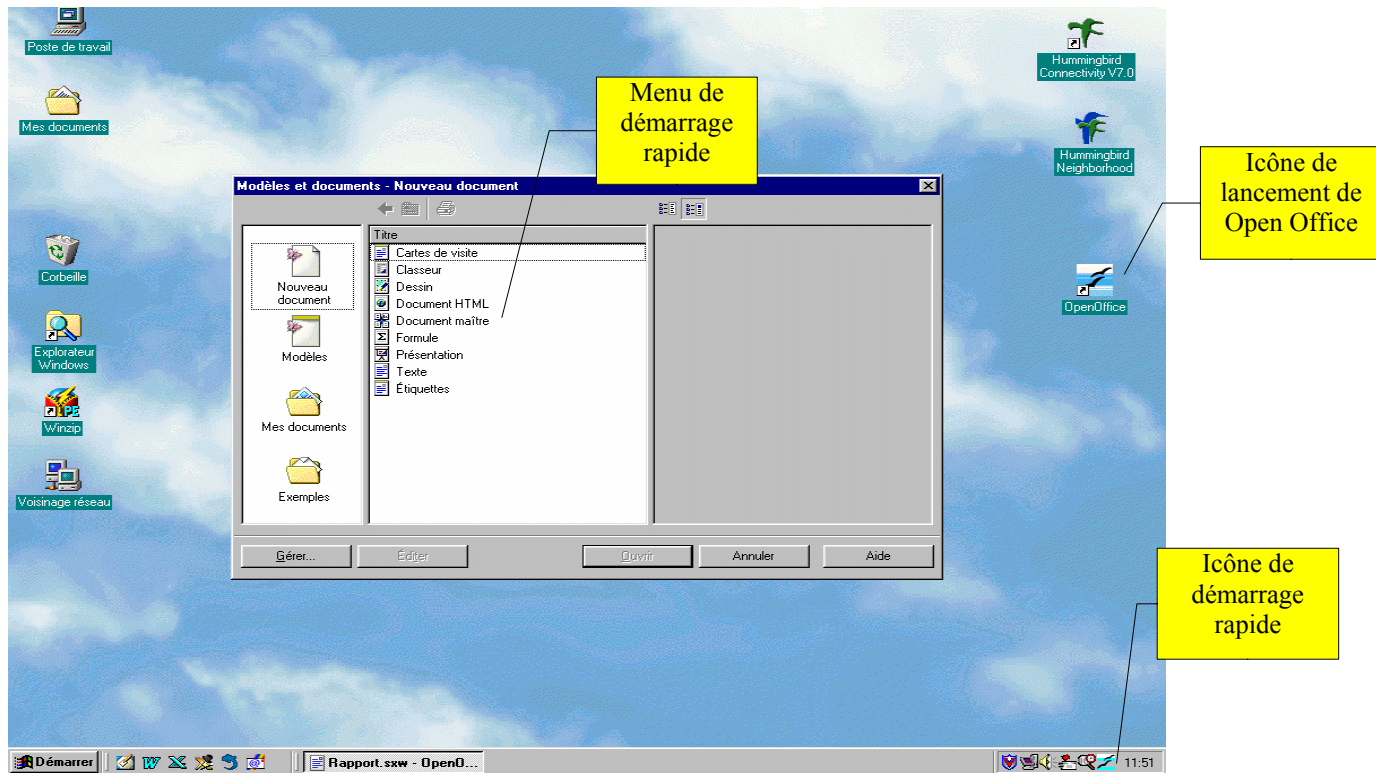 Poste de travail
Mes documents
Corbeille
Explorateur
Windows
Winzip
Voisinage réseau
Menu de
démarrage
rapide
Modèles et documents - Nouveau document
Nouveau
document
Modèles
Mes documents
Exemples
Titre
Cartes de visite
Classeur
Dessin
Document HTML
Document maître
Formule
Présentation
Texte
Étiquettes
Gérer...
Éditer
Ouvrir
Annuler
Aide
Hummingbird
Connectivity V7.0
Hummingbird
Neighborhood
OpenOffice
Icône de
lancement de
Open Office
Icône de
démarrage
rapide
Démarrer
Rapport.sxw - OpenO...
11:51